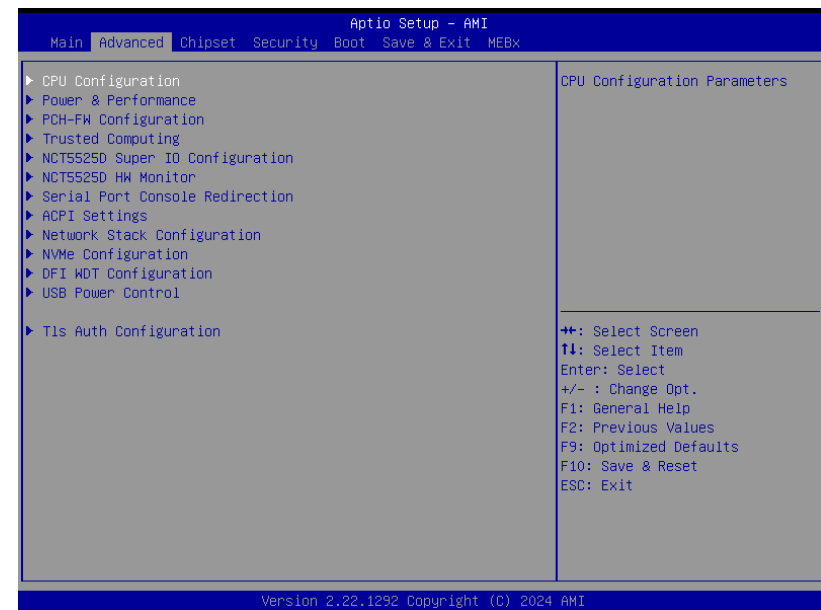 Aptio Setup – AMI
Main Advanced Chipset Security Boot Save & Exit MEBx
▶ CPU Configuration
▶ Power & Performance
▶ PCH-FW Configuration
▶ Trusted Computing
▶ NCT5525D Super IO Configuration
▶ NCT5525D HW Monitor
▶ Serial Port Console Redirection
▶ ACPI Settings
▶ Network Stack Configuration
▶ NVMe Configuration
▶ DFI WDT Configuration
▶ USB Power Control
▶ Tls Auth Configuration
CPU Configuration Parameters
→←: Select Screen
↑↓: Select Item
Enter: Select
+/- : Change Opt.
F1: General Help
F2: Previous Values
F9: Optimized Defaults
F10: Save & Reset
ESC: Exit
Version 2.22.1292 Copyright (C) 2024 AMI